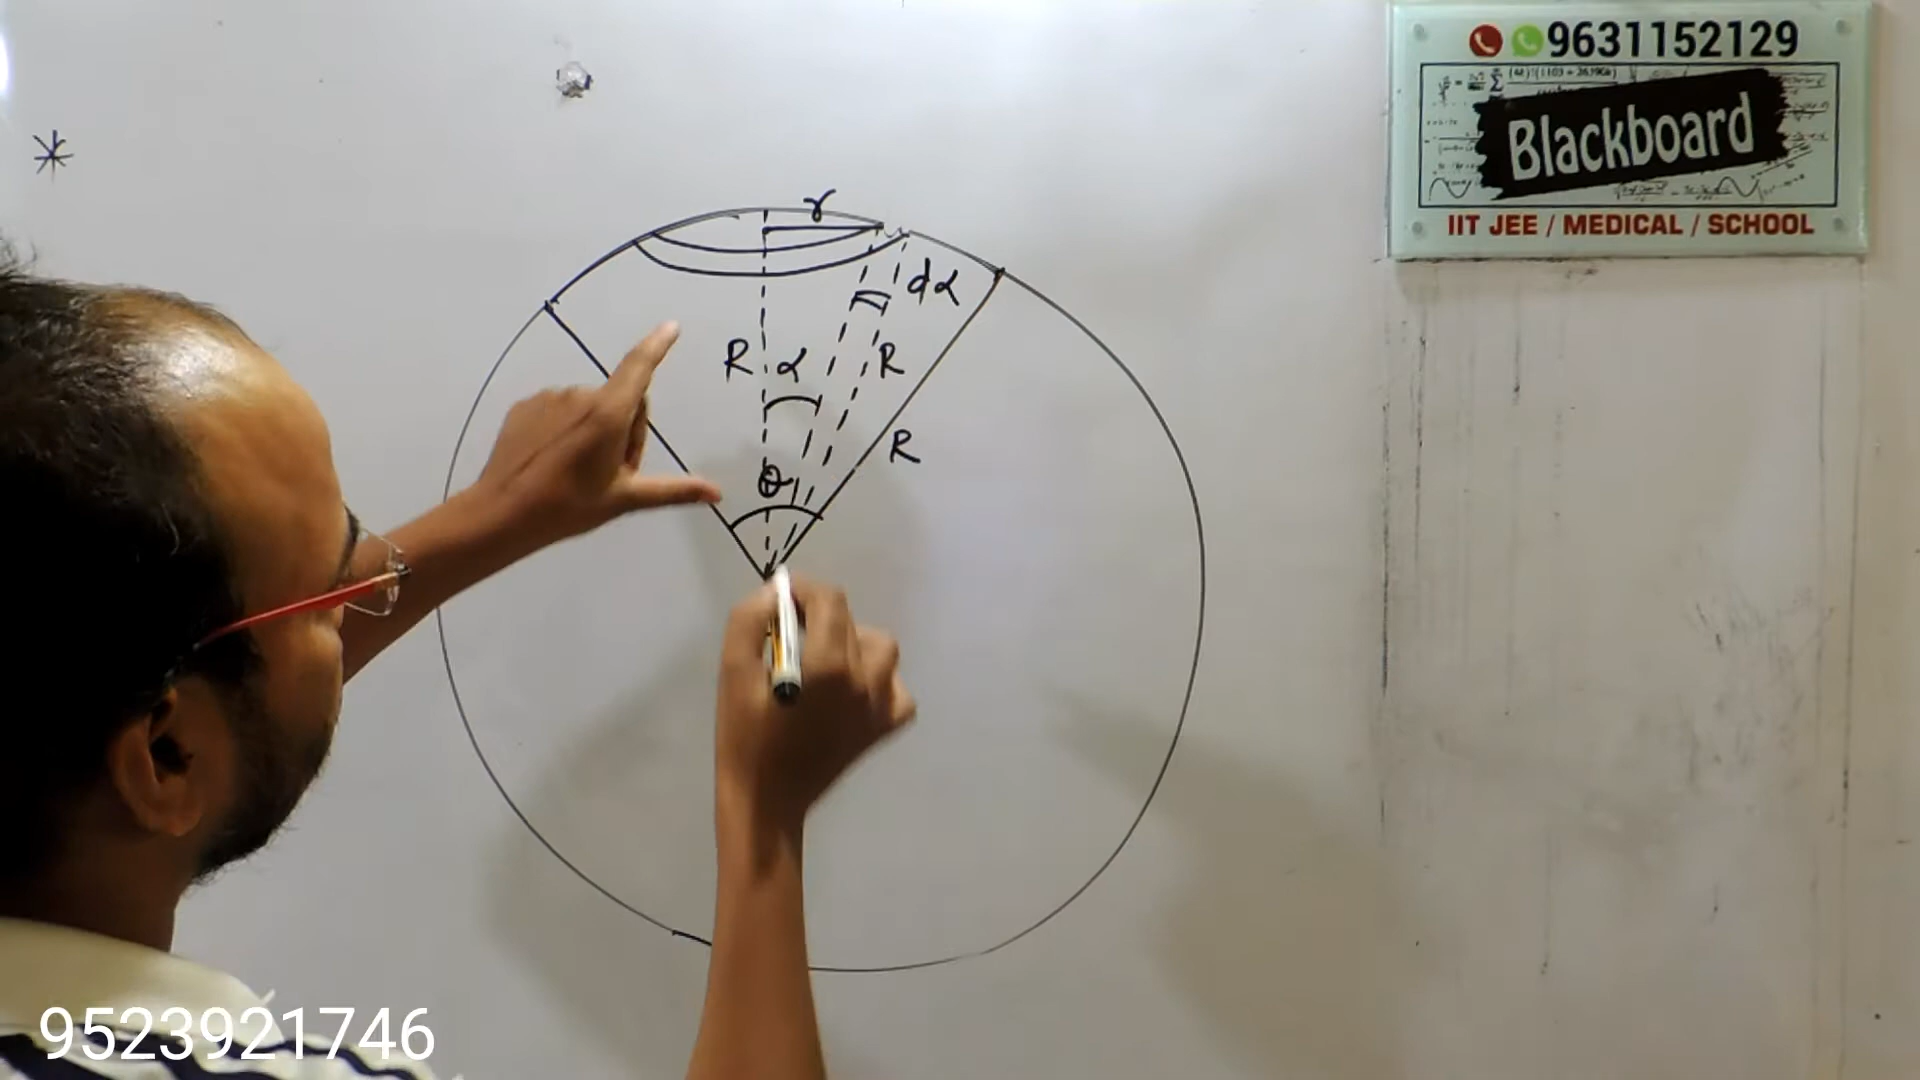 9631152129
Blackboard
IIT JEE / MEDICAL / SCHOOL
*
r
dα
R α R
R
θ
9523921746